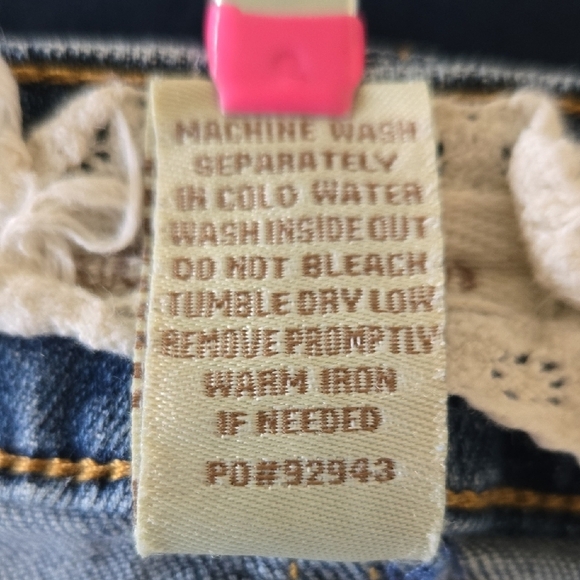 MACHINE WASH
SEPARATELY
IN COLD WATER
WASH INSIDE OUT
DO NOT BLEACH
TUMBLE DRY LOW
REMOVE PROMPTLY
WARM IRON
IF NEEDED
PO#92943